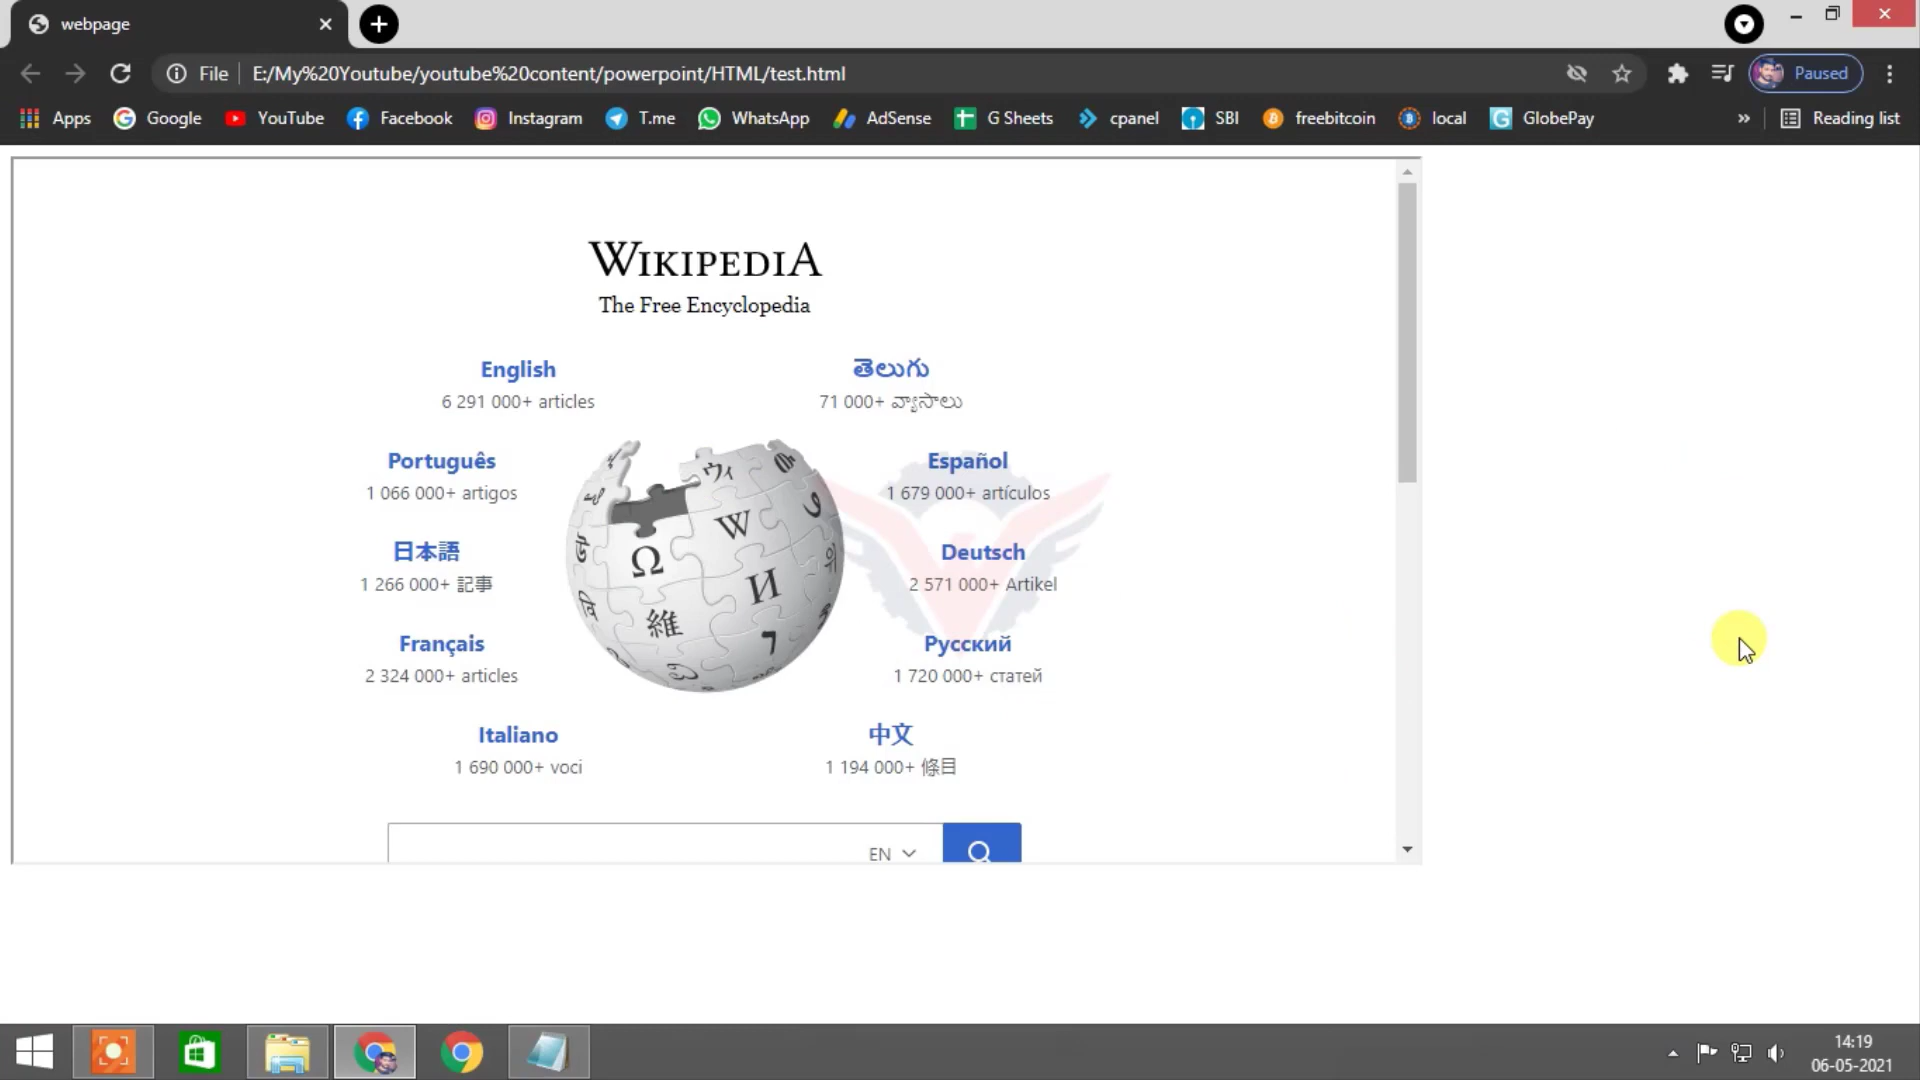 webpage
File E:/My%20Youtube/youtube%20content/powerpoint/HTML/test.html
Paused
Apps Google YouTube Facebook Instagram T.me WhatsApp AdSense G Sheets cpanel SBI freebitcoin local GlobePay » Reading list
WIKIPEDIA
The Free Encyclopedia
English తెలుగు
6 291 000+ articles 71 000+ వ్యాసాలు
Português Español
1 066 000+ artigos 1 679 000+ artículos
日本語 Deutsch
1 266 000+ 記事 2 571 000+ Artikel
Français Русский
2 324 000+ articles 1 720 000+ статей
Italiano 中文
1 690 000+ voci 1 194 000+ 條目
Ω W И 維 7 ウィ
EN
14:19
06-05-2021